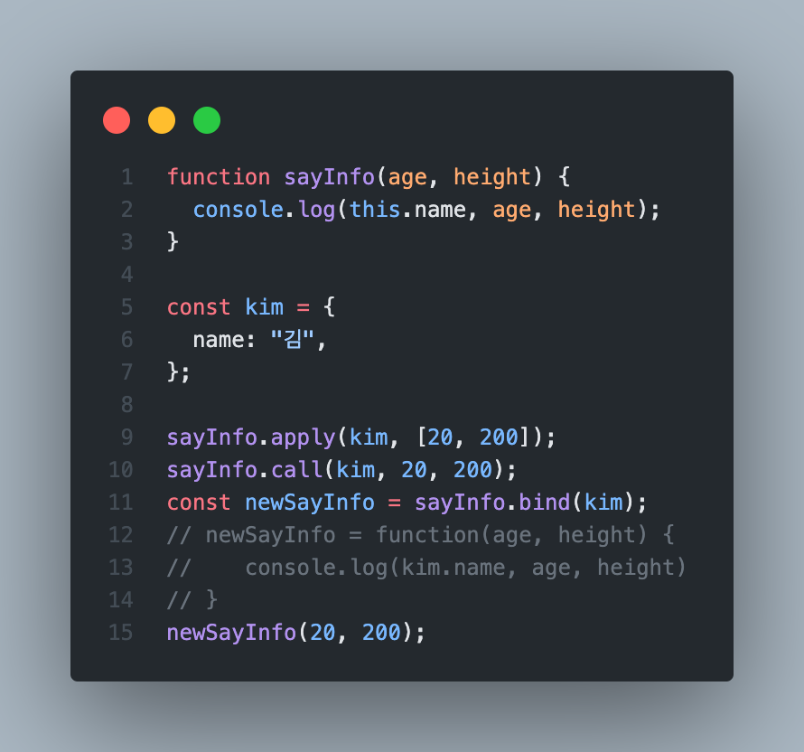 1 function sayInfo(age, height) {
2   console.log(this.name, age, height);
3 }
4
5 const kim = {
6   name: "김",
7 };
8
9 sayInfo.apply(kim, [20, 200]);
10 sayInfo.call(kim, 20, 200);
11 const newSayInfo = sayInfo.bind(kim);
12 // newSayInfo = function(age, height) {
13 //    console.log(kim.name, age, height)
14 // }
15 newSayInfo(20, 200);